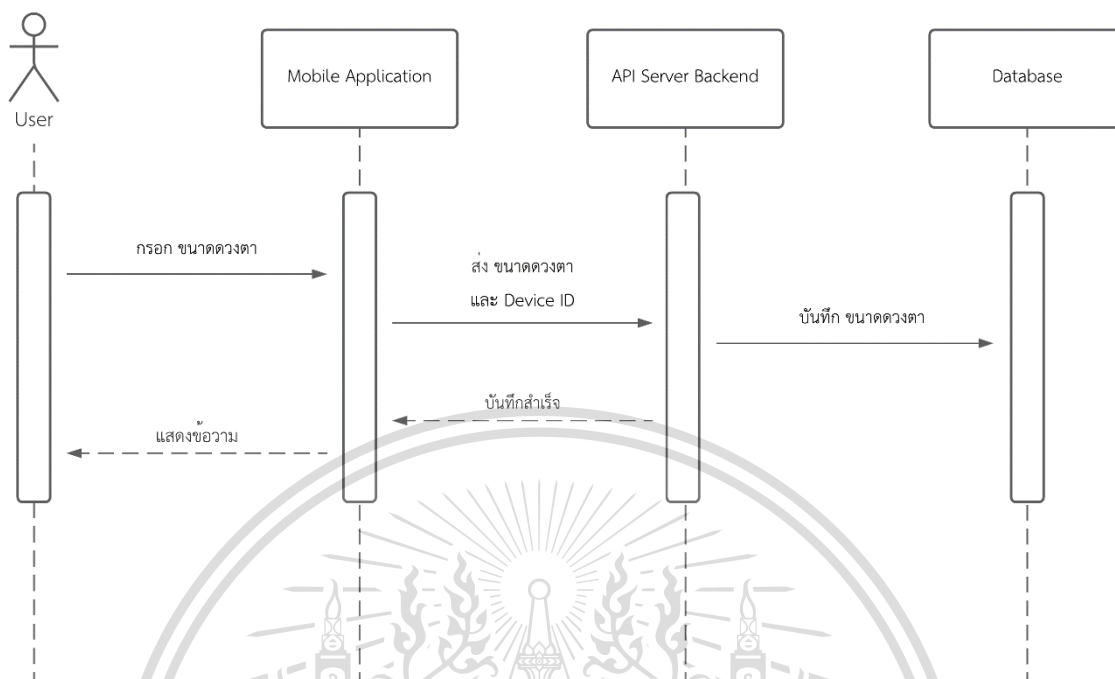 User
Mobile Application
API Server Backend
Database
กรอก ขนาดดวงตา
ส่ง ขนาดดวงตา
และ Device ID
บันทึก ขนาดดวงตา
บันทึกสำเร็จ
แสดงข้อวาม